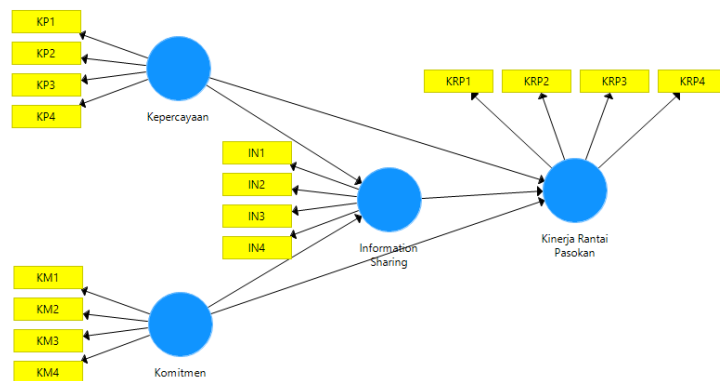 KP1
KP2
KP3
KP4
Kepercayaan
KRP1
KRP2
KRP3
KRP4
IN1
IN2
IN3
IN4
Information
Sharing
Kinerja Rantai
Pasokan
KM1
KM2
KM3
KM4
Komitmen